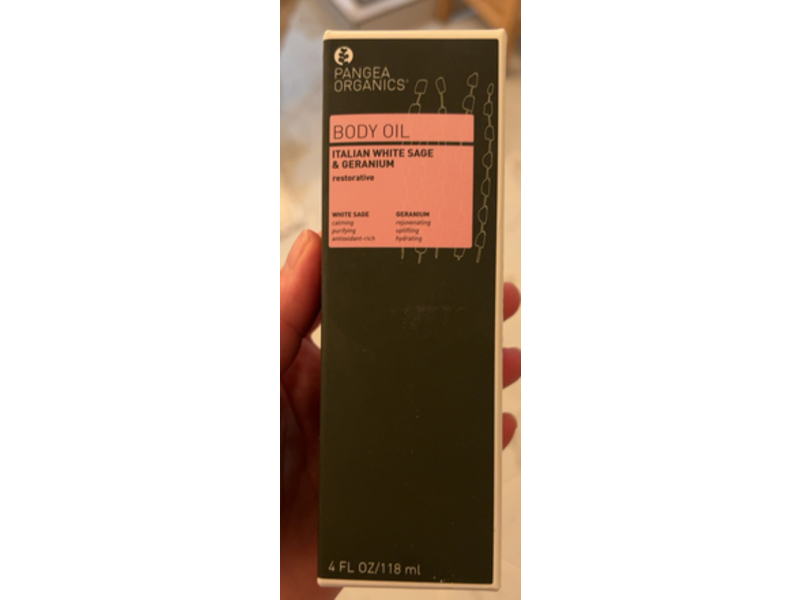 PANGEA
ORGANICS®
BODY OIL
ITALIAN WHITE SAGE
& GERANIUM
restorative
WHITE SAGE
calming
purifying
antioxidant-rich
GERANIUM
rejuvenating
uplifting
hydrating
4 FL OZ/118 ml